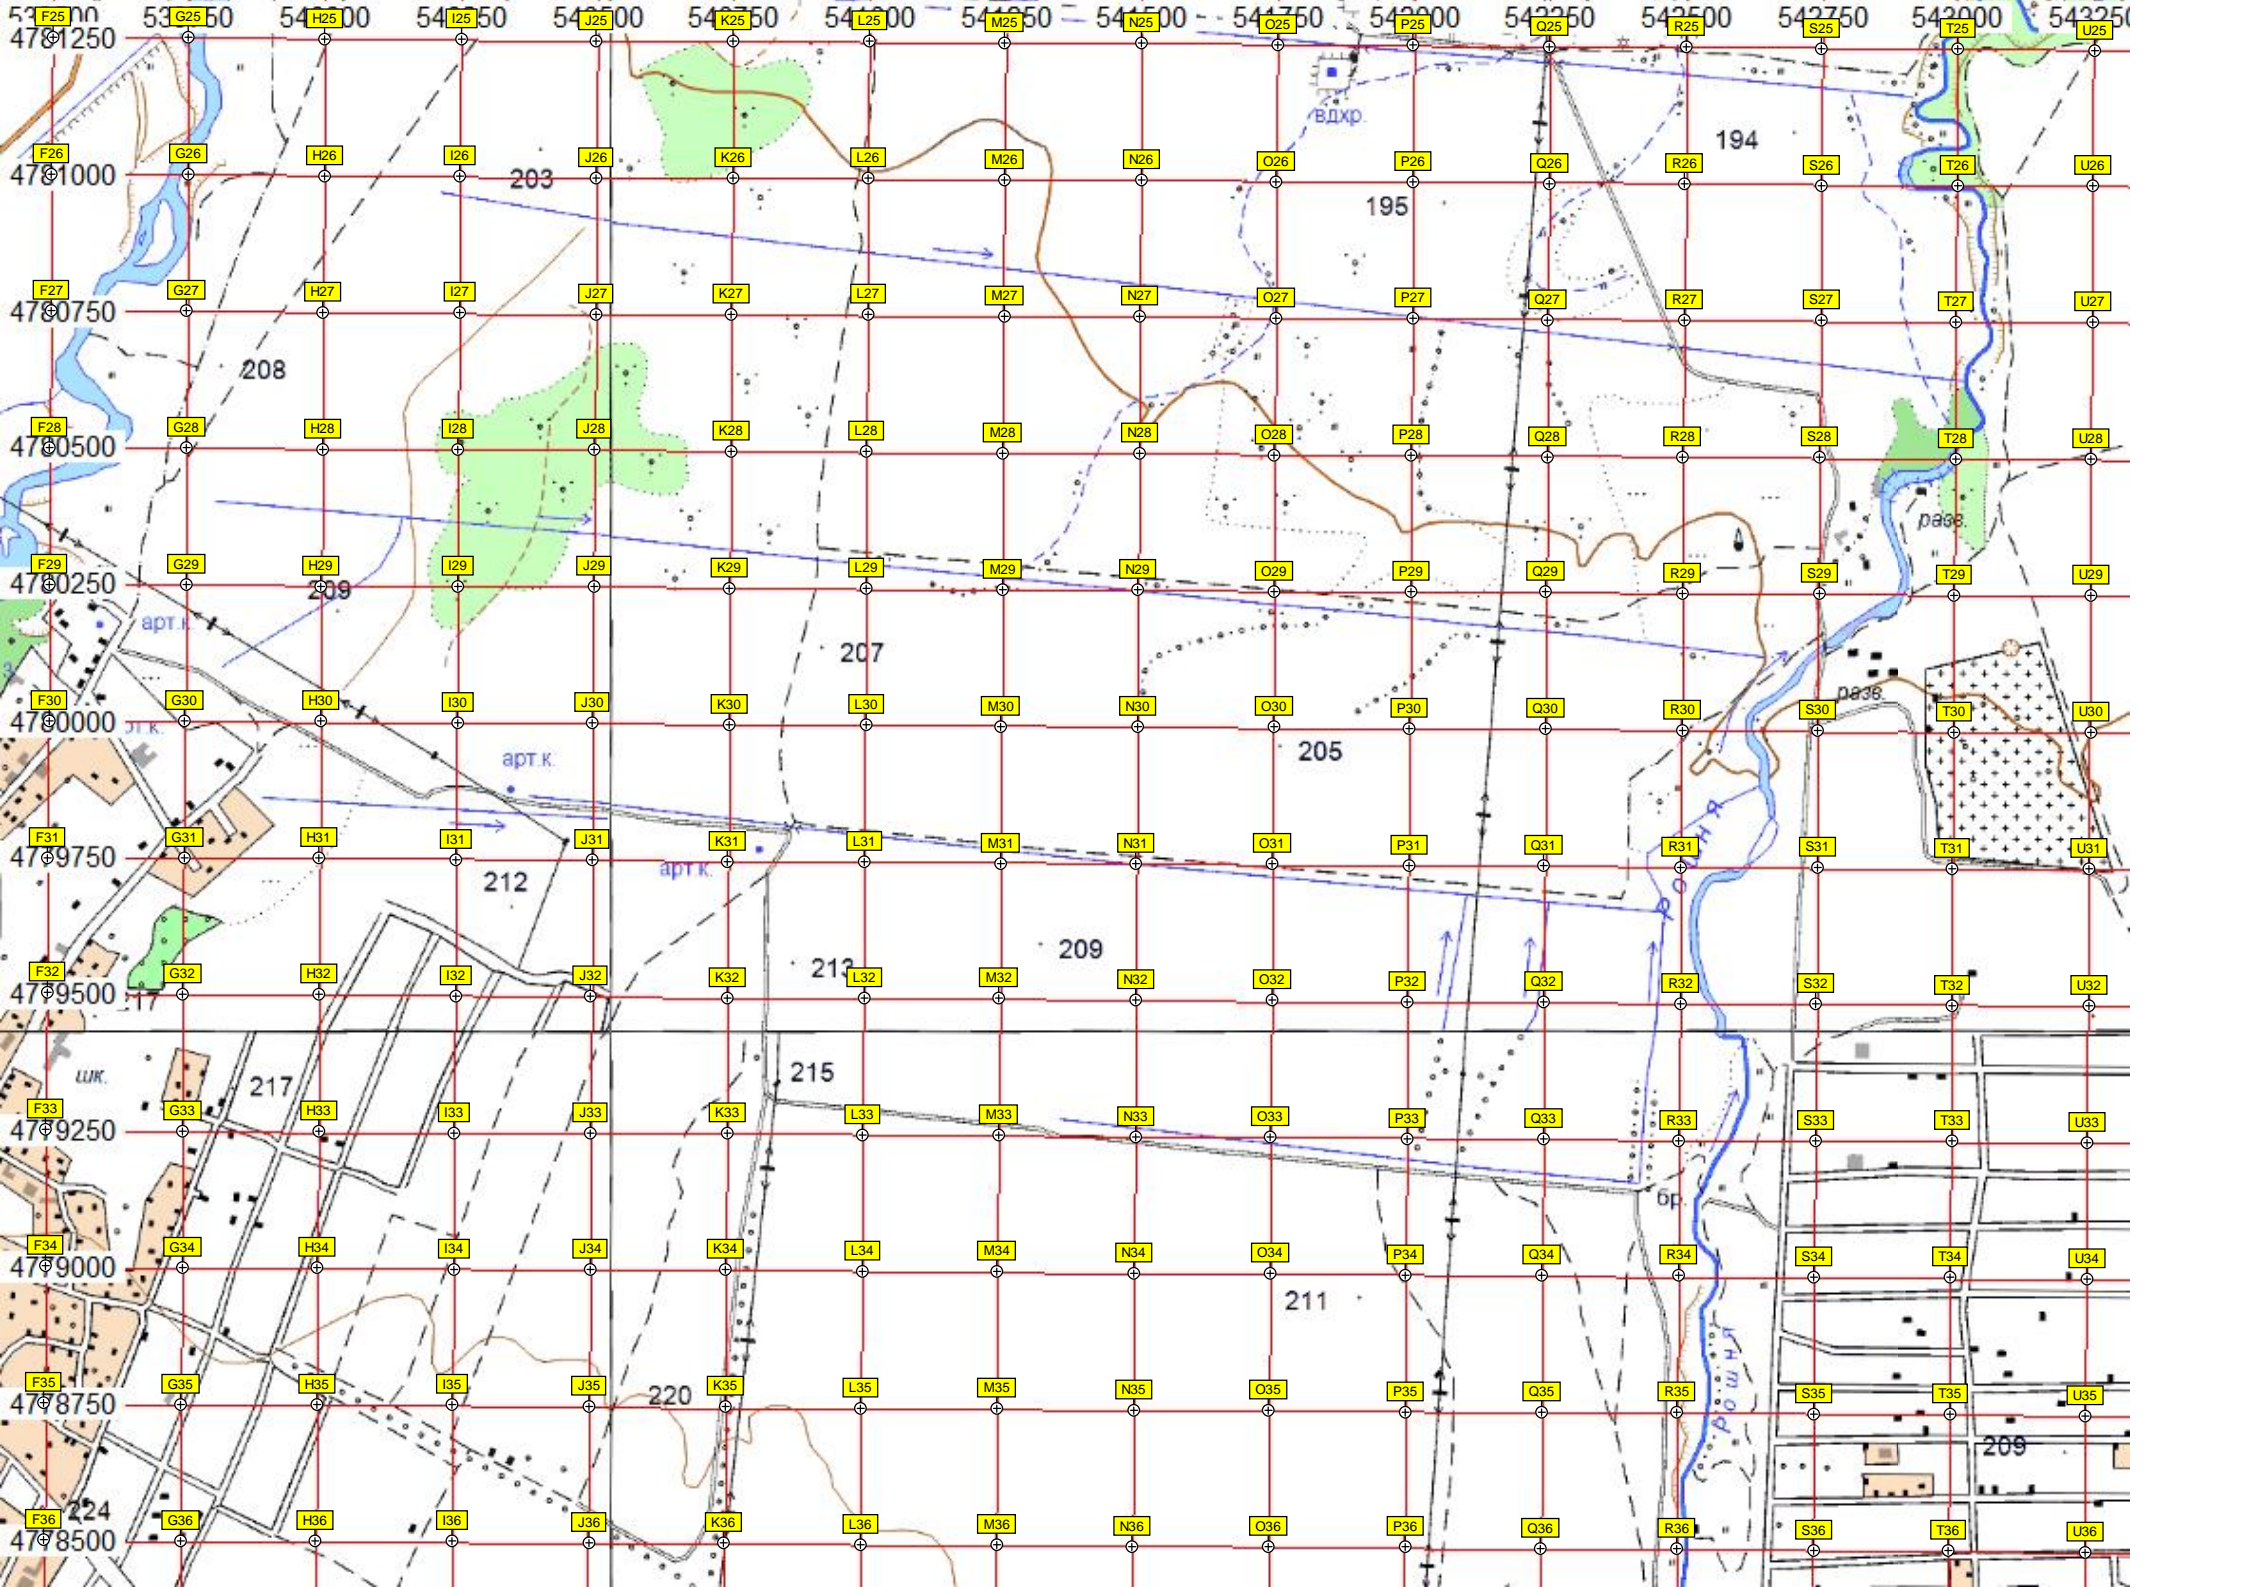 F25 G25 H25 I25 J25 K25 L25 M25 N25 O25 P25 Q25 R25 S25 T25 U25
4781250
вдхр.
194
F26 G26 H26 I26 J26 K26 L26 M26 N26 O26 P26 Q26 R26 S26 T26 U26
4781000
203
195
F27 G27 H27 I27 J27 K27 L27 M27 N27 O27 P27 Q27 R27 S27 T27 U27
4780750
208
F28 G28 H28 I28 J28 K28 L28 M28 N28 O28 P28 Q28 R28 S28 T28 U28
4780500
разв.
F29 G29 H29 I29 J29 K29 L29 M29 N29 O29 P29 Q29 R29 S29 T29 U29
4780250
209
арт.к.
207
разв.
F30 G30 H30 I30 J30 K30 L30 M30 N30 O30 P30 Q30 R30 S30 T30 U30
4780000
арт.к.
205
F31 G31 H31 I31 J31 K31 L31 M31 N31 O31 P31 Q31 R31 S31 T31 U31
4779750
арт.к.
212
209
213
F32 G32 H32 I32 J32 K32 L32 M32 N32 O32 P32 Q32 R32 S32 T32 U32
4779500
шк.
217
215
F33 G33 H33 I33 J33 K33 L33 M33 N33 O33 P33 Q33 R33 S33 T33 U33
4779250
бр.
F34 G34 H34 I34 J34 K34 L34 M34 N34 O34 P34 Q34 R34 S34 T34 U34
4779000
211
F35 G35 H35 I35 J35 K35 L35 M35 N35 O35 P35 Q35 R35 S35 T35 U35
4778750
220
209
224
F36 G36 H36 I36 J36 K36 L36 M36 N36 O36 P36 Q36 R36 S36 T36 U36
4778500